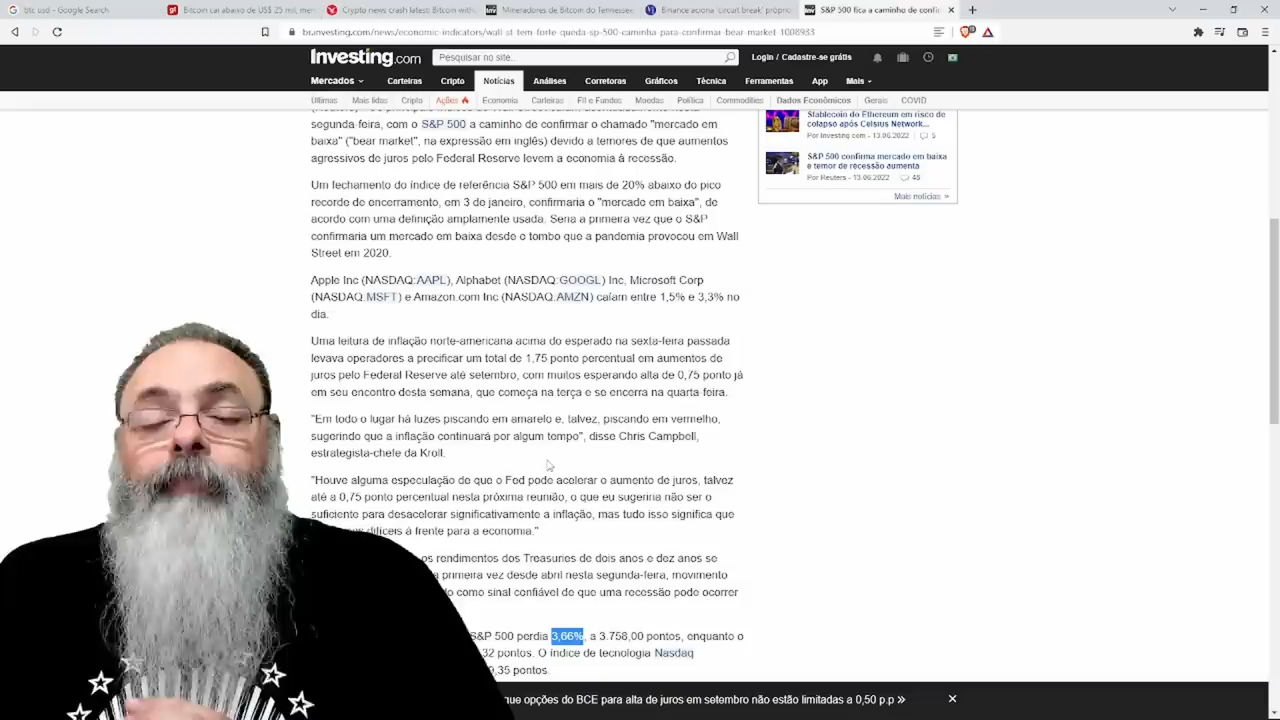 btc usd - Google Search
Bitcoin cai abaixo de US$ 25 mil, men
Crypto news crash latest! Bitcoin and
Mineradores de Bitcoin do Tennessee
Binance aciona 'circuit break' próprio
S&P 500 fica a caminho de confir
br.investing.com/news/economic-indicators/wall-st-tem-forte-queda-sp-500-caminha-para-confirmar-bear-market-1008933
Investing.com
Pesquisar no site...
Login / Cadastre-se grátis
Mercados Carteiras Cripto Notícias Análises Corretoras Gráficos Técnica Ferramentas App Mais
Últimas Mais lidas Cripto Ações Economia Carteiras FII e Fundos Moedas Política Commodities Dados Econômicos Gerais COVID
segunda-feira, com o S&P 500 a caminho de confirmar o chamado "mercado em
baixa" ("bear market", na expressão em inglês) devido a temores de que aumentos
agressivos de juros pelo Federal Reserve levem a economia à recessão.
Um fechamento do índice de referência S&P 500 em mais de 20% abaixo do pico
recorde de encerramento, em 3 de janeiro, confirmaria o "mercado em baixa", de
acordo com uma definição amplamente usada. Seria a primeira vez que o S&P
confirmaria um mercado em baixa desde o tombo que a pandemia provocou em Wall
Street em 2020.
Apple Inc (NASDAQ:AAPL), Alphabet (NASDAQ:GOOGL) Inc, Microsoft Corp
(NASDAQ:MSFT) e Amazon.com Inc (NASDAQ:AMZN) caíam entre 1,5% e 3,3% no
dia.
Uma leitura de inflação norte-americana acima do esperado na sexta-feira passada
levava operadores a precificar um total de 1,75 ponto percentual em aumentos de
juros pelo Federal Reserve até setembro, com muitos esperando alta de 0,75 ponto já
em seu encontro desta semana, que começa na terça e se encerra na quarta-feira.
"Em todo o lugar há luzes piscando em amarelo e, talvez, piscando em vermelho,
sugerindo que a inflação continuará por algum tempo", disse Chris Campbell,
estrategista-chefe da Kroll.
"Houve alguma especulação de que o Fed pode acelerar o aumento de juros, talvez
até a 0,75 ponto percentual nesta próxima reunião, o que eu sugeriria não ser o
suficiente para desacelerar significativamente a inflação, mas tudo isso significa que
difíceis à frente para a economia."
os rendimentos dos Treasuries de dois anos e dez anos se
a primeira vez desde abril nesta segunda-feira, movimento
como sinal confiável de que uma recessão pode ocorrer
S&P 500 perdia 3,66%, a 3.758,00 pontos, enquanto o
32 pontos. O índice de tecnologia Nasdaq
,35 pontos.
Stablecoin do Ethereum em risco de
colapso após Celsius Network...
Por Investing.com - 13.06.2022 5
S&P 500 confirma mercado em baixa
e temor de recessão aumenta
Por Reuters - 13.06.2022 48
Mais notícias »
que opções do BCE para alta de juros em setembro não estão limitadas a 0,50 p.p »